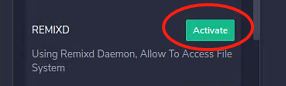 REMIXD
Activate
Using Remixd Daemon, Allow To Access File
System